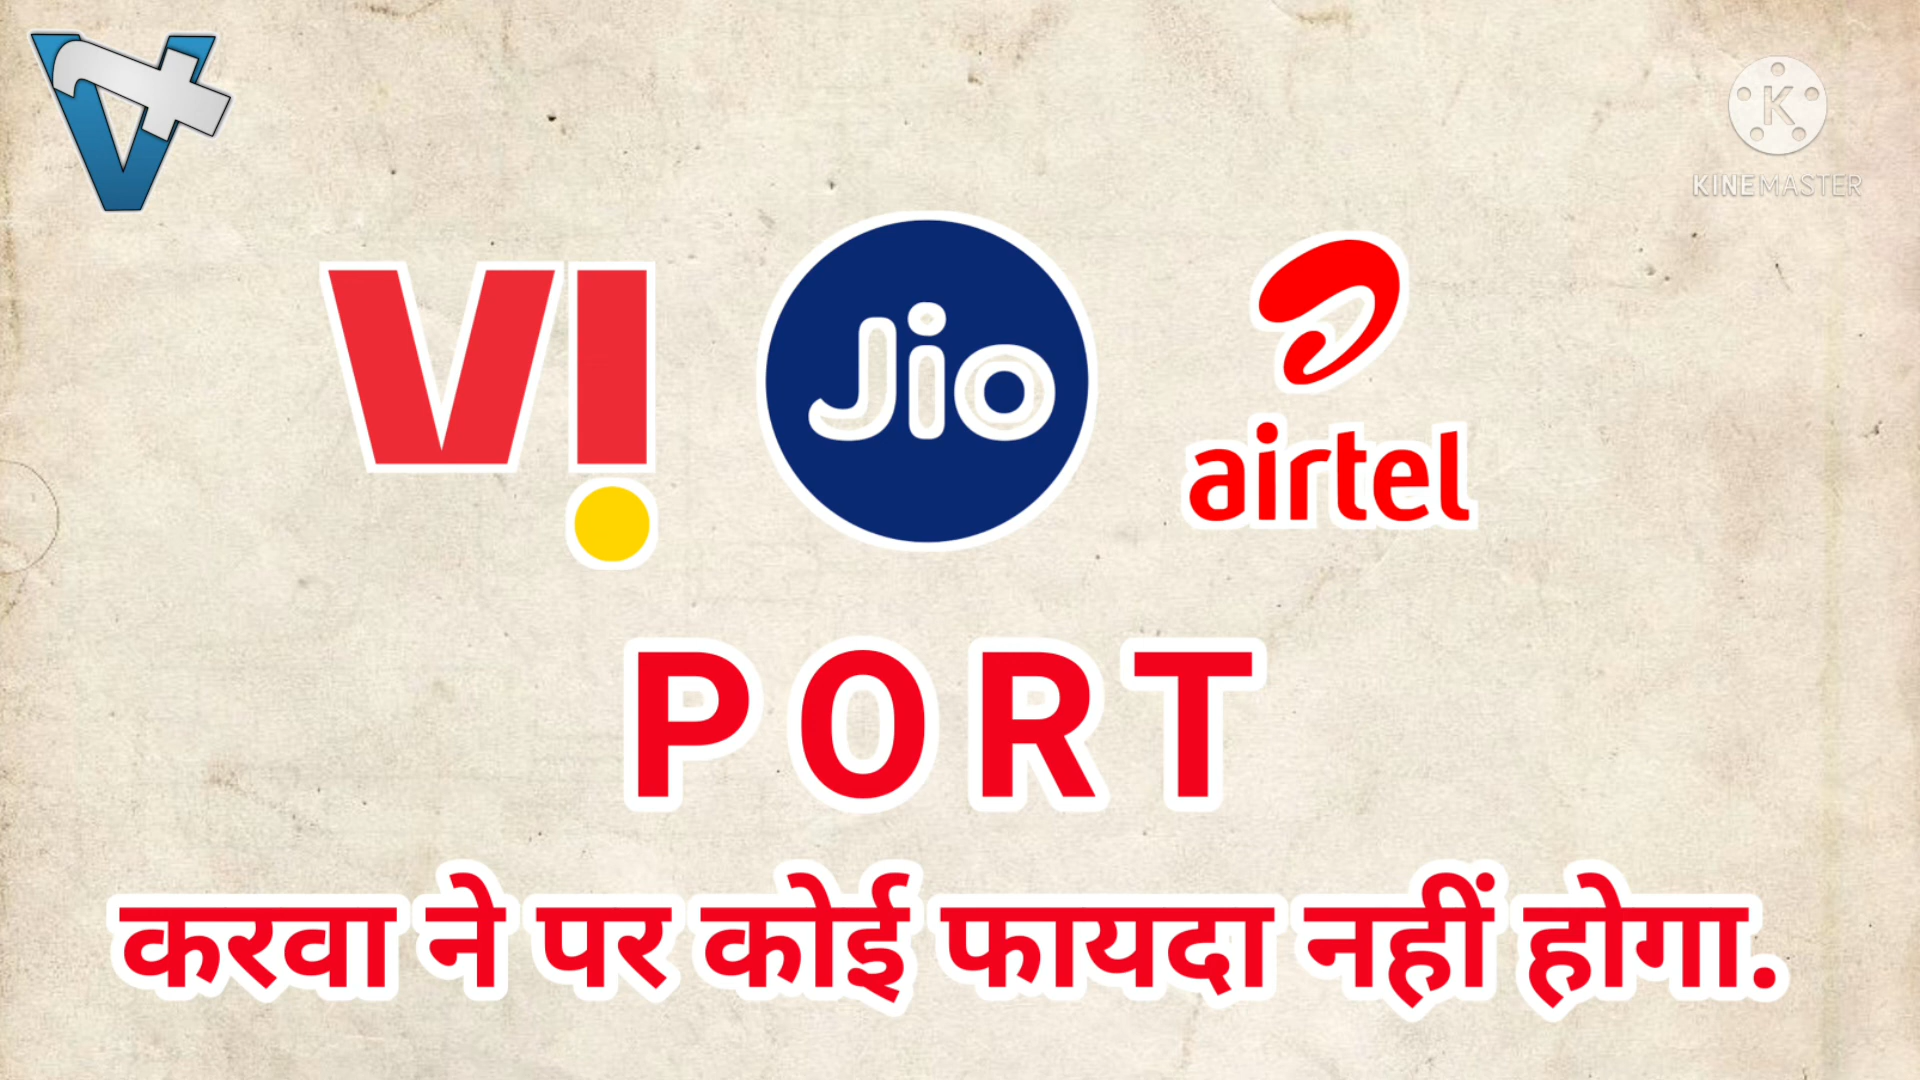 KINEMASTER
VI Jio airtel
PORT
करवा ने पर कोई फायदा नहीं होगा.